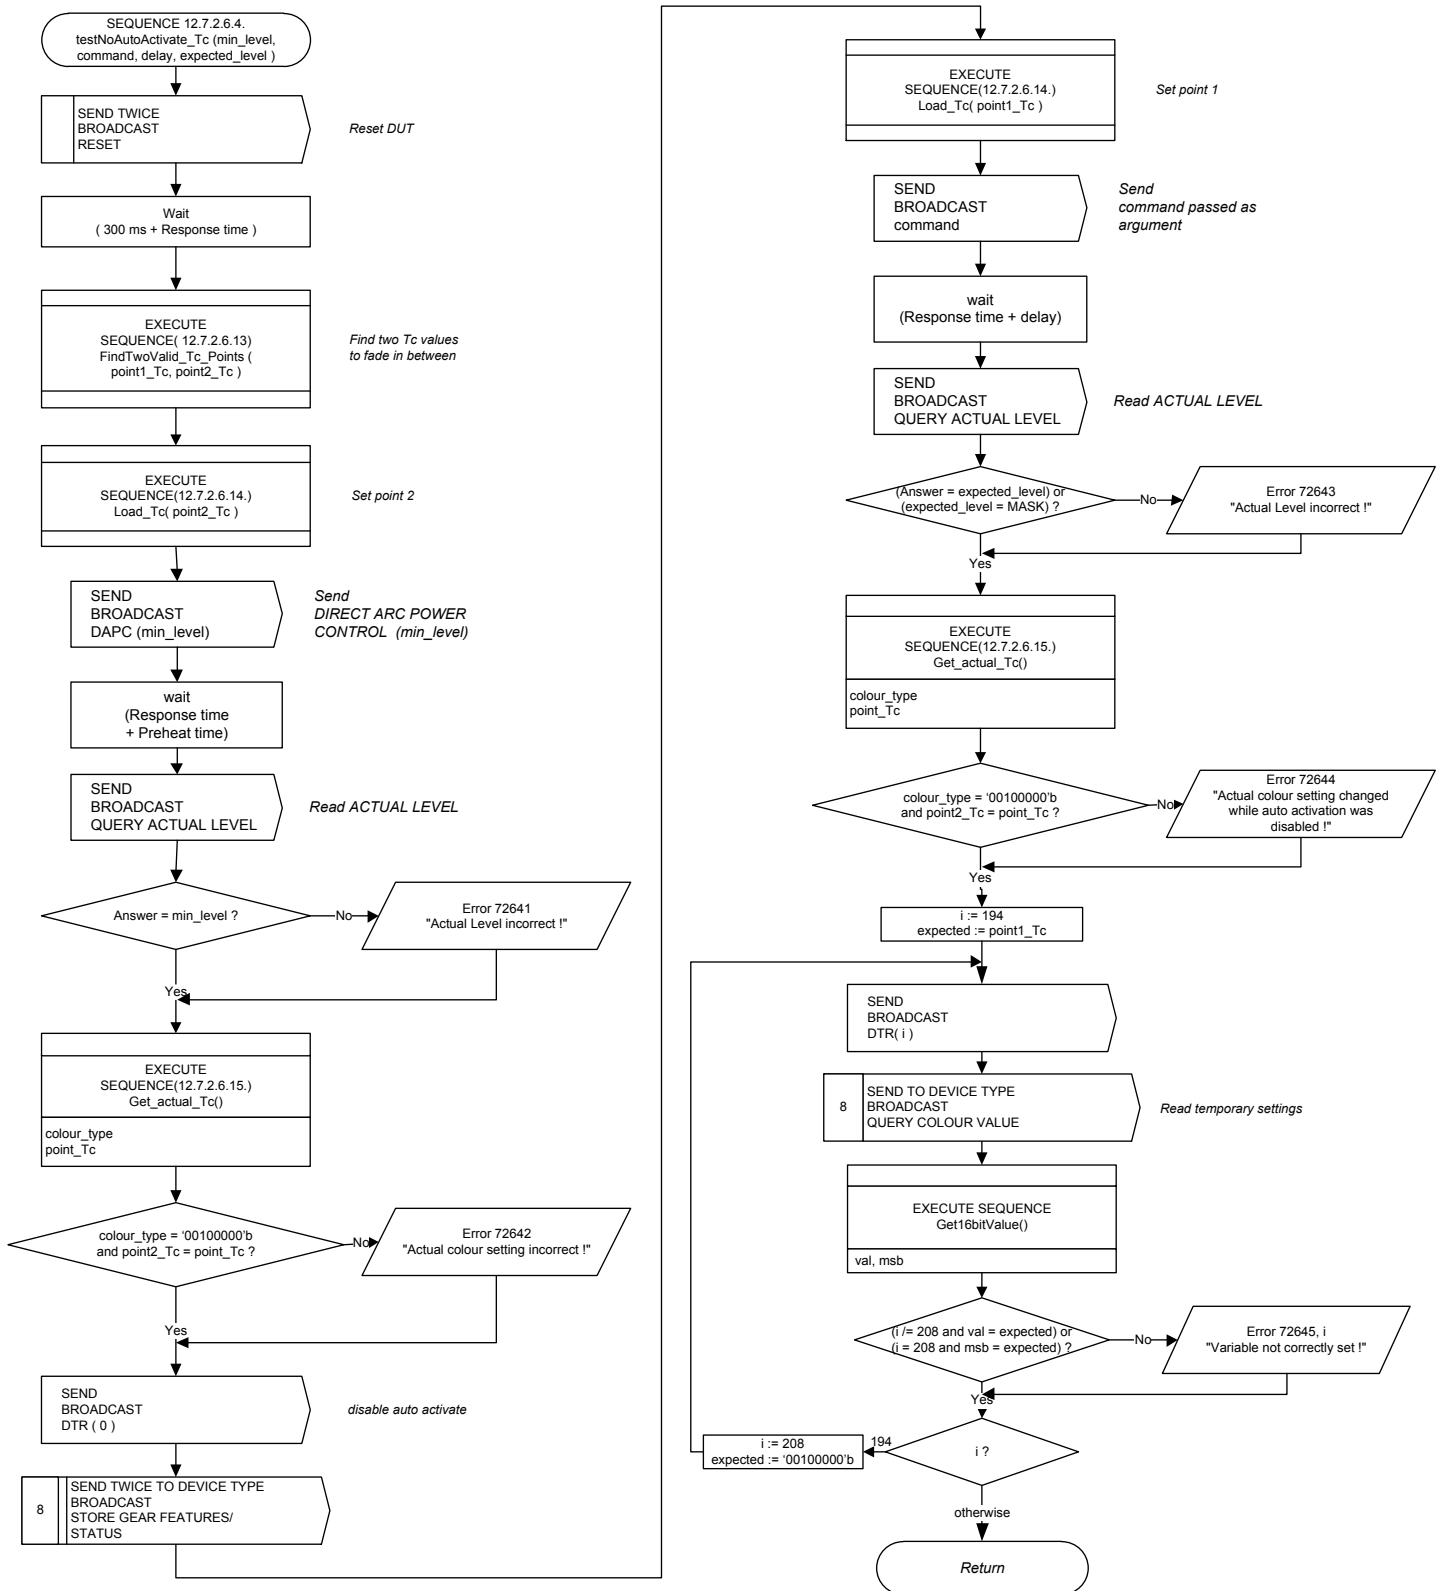 SEQUENCE 12.7.2.6.4.
testNoAutoActivate_Tc (min_level,
command, delay, expected_level )
SEND TWICE
BROADCAST
RESET
Reset DUT
Wait
( 300 ms + Response time )
EXECUTE
SEQUENCE( 12.7.2.6.13)
FindTwoValid_Tc_Points (
point1_Tc, point2_Tc )
Find two Tc values
to fade in between
EXECUTE
SEQUENCE(12.7.2.6.14.)
Load_Tc( point2_Tc )
Set point 2
SEND
BROADCAST
DAPC (min_level)
Send
DIRECT ARC POWER
CONTROL (min_level)
wait
(Response time
+ Preheat time)
SEND
BROADCAST
QUERY ACTUAL LEVEL
Read ACTUAL LEVEL
Answer = min_level ?
No
Error 72641
"Actual Level incorrect !"
Yes
EXECUTE
SEQUENCE(12.7.2.6.15.)
Get_actual_Tc()
colour_type
point_Tc
colour_type = ‘00100000’b
and point2_Tc = point_Tc ?
No
Error 72642
"Actual colour setting incorrect !"
Yes
SEND
BROADCAST
DTR ( 0 )
disable auto activate
8
SEND TWICE TO DEVICE TYPE
BROADCAST
STORE GEAR FEATURES/
STATUS
EXECUTE
SEQUENCE(12.7.2.6.14.)
Load_Tc( point1_Tc )
Set point 1
SEND
BROADCAST
command
Send
command passed as
argument
wait
(Response time + delay)
SEND
BROADCAST
QUERY ACTUAL LEVEL
Read ACTUAL LEVEL
(Answer = expected_level) or
(expected_level = MASK) ?
No
Error 72643
"Actual Level incorrect !"
Yes
EXECUTE
SEQUENCE(12.7.2.6.15.)
Get_actual_Tc()
colour_type
point_Tc
colour_type = ‘00100000’b
and point2_Tc = point_Tc ?
No
Error 72644
"Actual colour setting changed
while auto activation was
disabled !"
Yes
i := 194
expected := point1_Tc
SEND
BROADCAST
DTR( i )
8
SEND TO DEVICE TYPE
BROADCAST
QUERY COLOUR VALUE
Read temporary settings
EXECUTE SEQUENCE
Get16bitValue()
val, msb
(i /= 208 and val = expected) or
(i = 208 and msb = expected) ?
No
Error 72645, i
"Variable not correctly set !"
Yes
i ?
194
i := 208
expected := ‘00100000’b
otherwise
Return